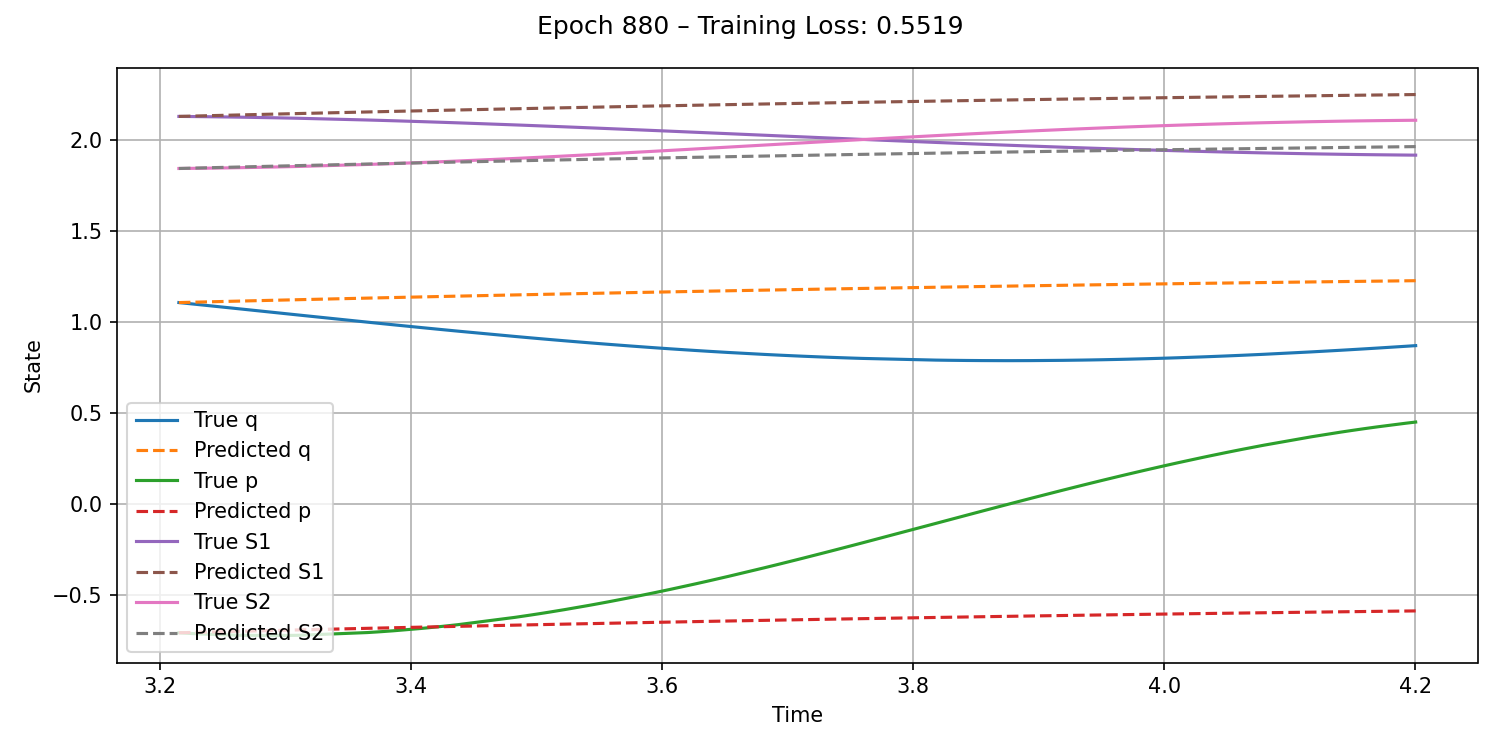 Epoch 880 – Training Loss: 0.5519
State
2.0
1.5
1.0
0.5
0.0
−0.5
True q
Predicted q
True p
Predicted p
True S1
Predicted S1
True S2
Predicted S2
3.2 3.4 3.6 3.8 4.0 4.2
Time